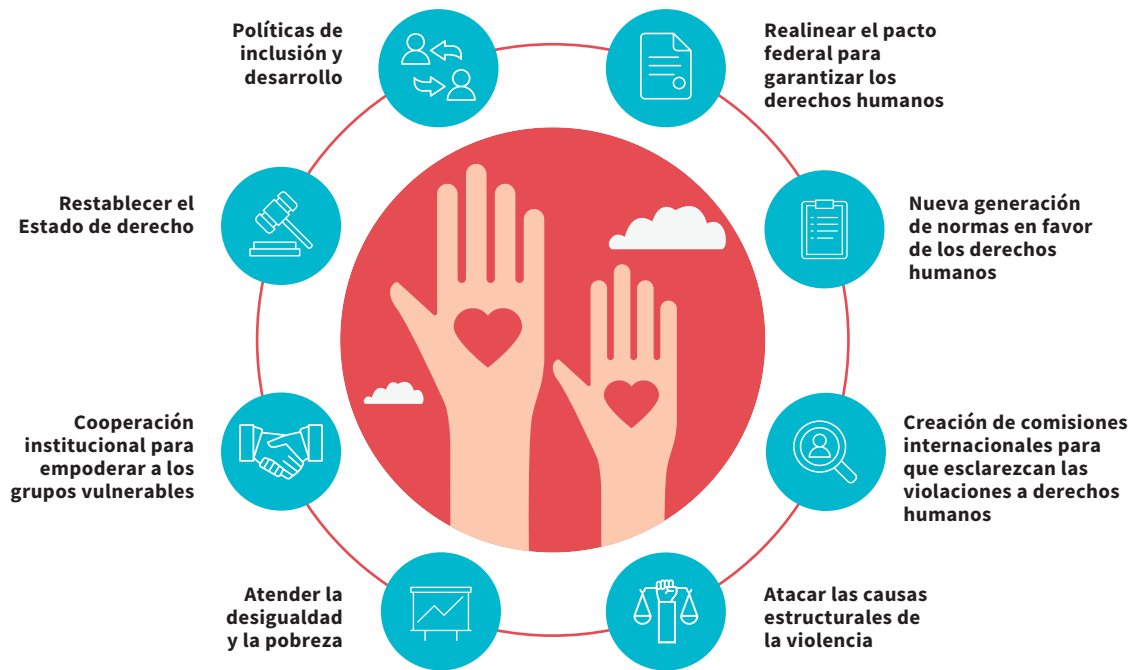 Políticas de
inclusión y
desarrollo
Realinear el pacto
federal para
garantizar los
derechos humanos
Restablecer el
Estado de derecho
Nueva generación
de normas en favor
de los derechos
humanos
Cooperación
institucional para
empoderar a los
grupos vulnerables
Creación de comisiones
internacionales para
que esclarezcan las
violaciones a derechos
humanos
Atender la
desigualdad
y la pobreza
Atacar las causas
estructurales de
la violencia